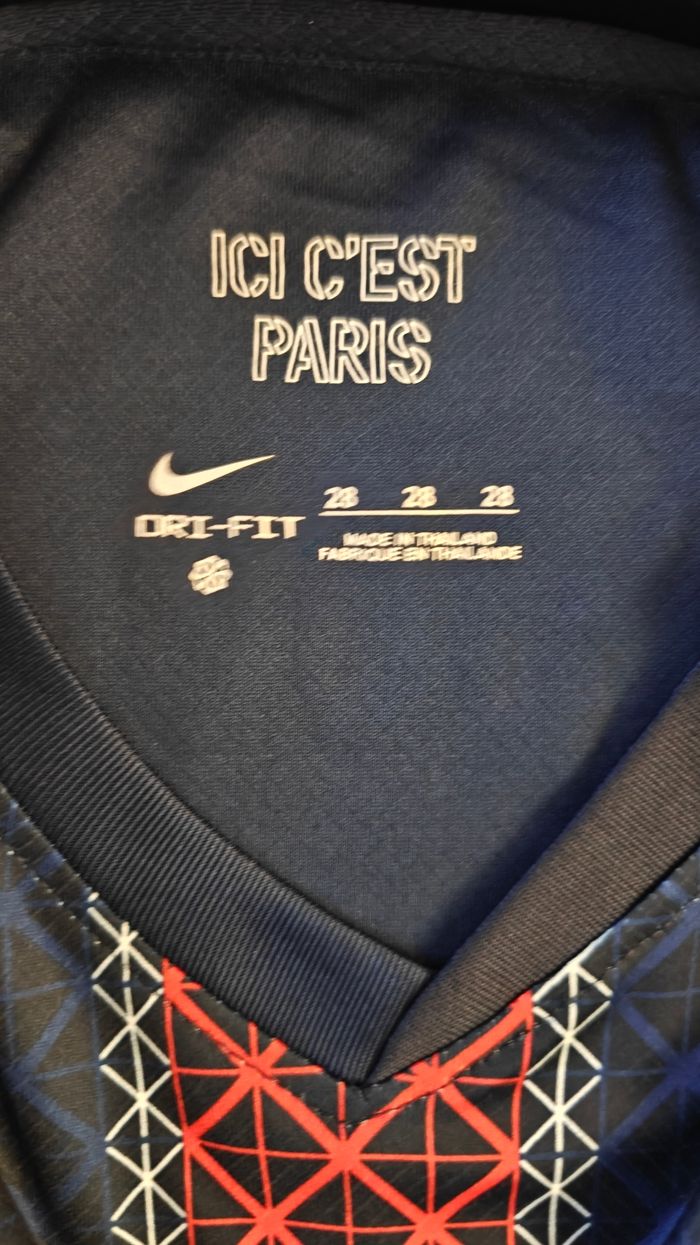 ICI C'EST
PARIS
DRI-FIT
28 28 28
MADE IN THAILAND
FABRIQUE EN THAILANDE